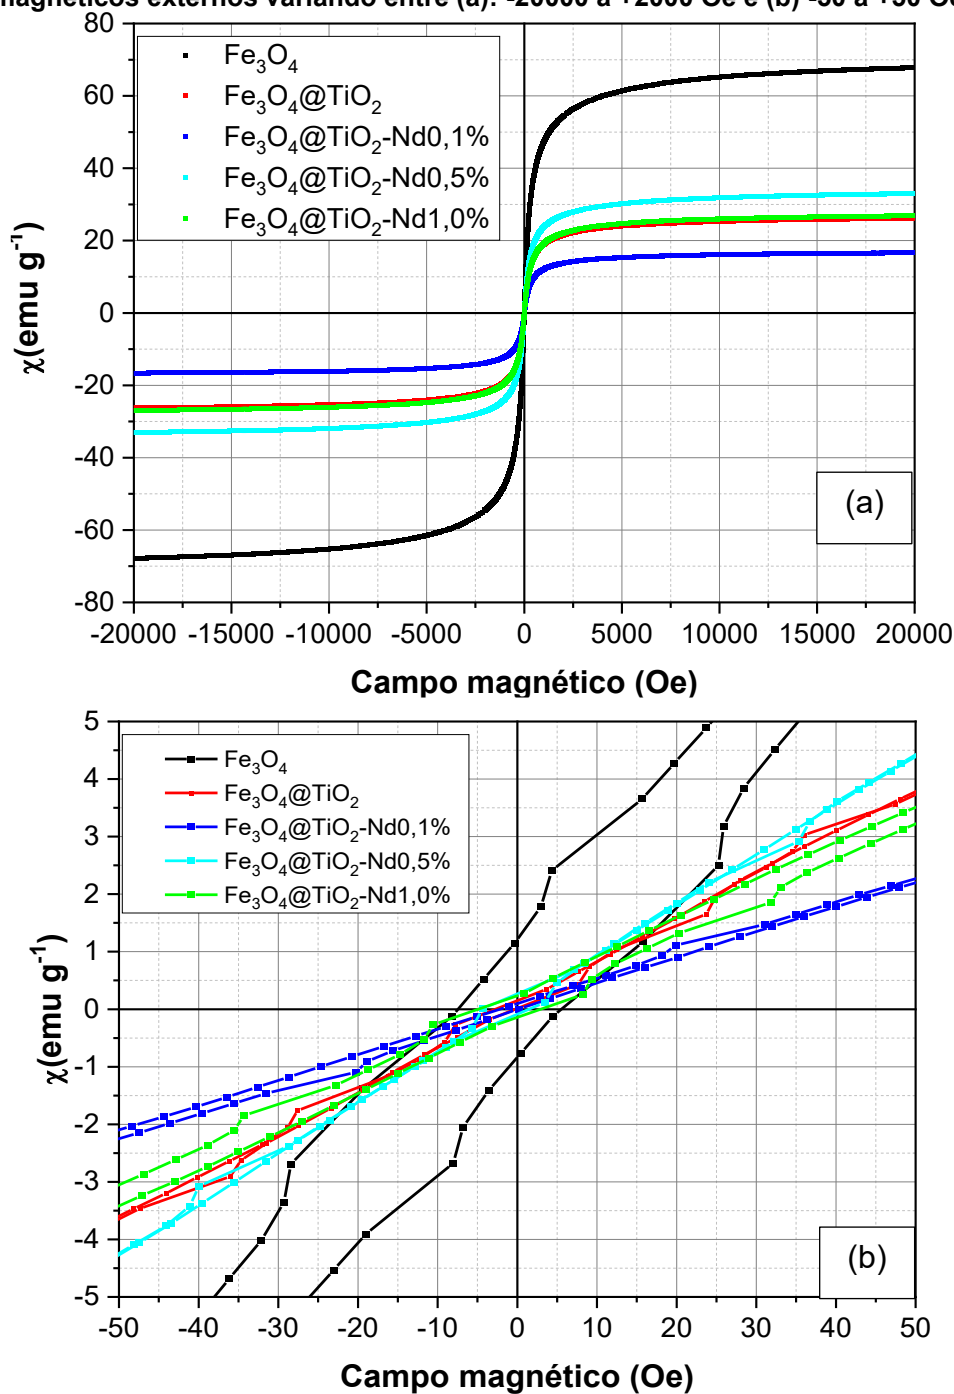 magnéticos externos variando entre (a): -20000 a +2000 Oe e (b) -50 a +50 Oe
80
60
40
20
0
-20
-40
-60
-80
χ(emu g⁻¹)
Fe₃O₄
Fe₃O₄@TiO₂
Fe₃O₄@TiO₂-Nd0,1%
Fe₃O₄@TiO₂-Nd0,5%
Fe₃O₄@TiO₂-Nd1,0%
(a)
-20000 -15000 -10000 -5000 0 5000 10000 15000 20000
Campo magnético (Oe)
5
4
3
2
1
0
-1
-2
-3
-4
-5
χ(emu g⁻¹)
Fe₃O₄
Fe₃O₄@TiO₂
Fe₃O₄@TiO₂-Nd0,1%
Fe₃O₄@TiO₂-Nd0,5%
Fe₃O₄@TiO₂-Nd1,0%
(b)
-50 -40 -30 -20 -10 0 10 20 30 40 50
Campo magnético (Oe)